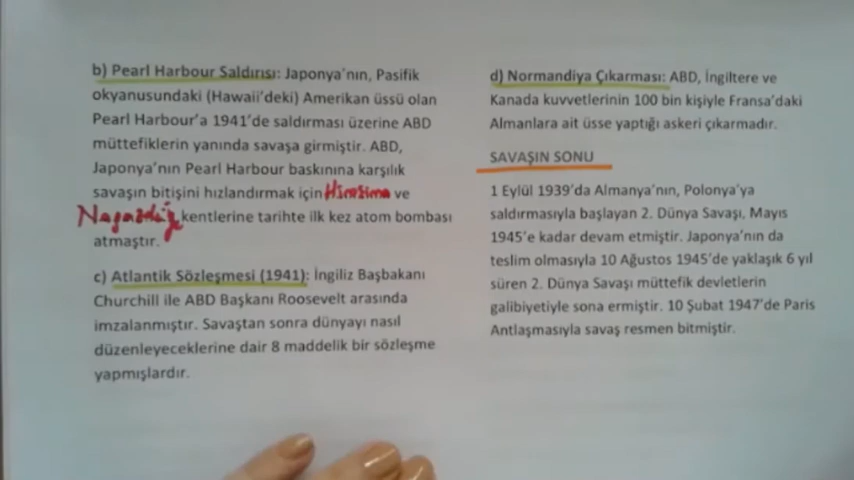 b) Pearl Harbour Saldırısı: Japonya'nın, Pasifik
okyanusundaki (Hawaii'deki) Amerikan üssü olan
Pearl Harbour'a 1941'de saldırması üzerine ABD
müttefiklerin yanında savaşa girmiştir. ABD,
Japonya'nın Pearl Harbour baskınına karşılık
savaşın bitişini hızlandırmak için Hiroşima ve
kentlerine tarihte ilk kez atom bombası
atmaştır.
c) Atlantik Sözleşmesi (1941): İngiliz Başbakanı
Churchill ile ABD Başkanı Roosevelt arasında
imzalanmıştır. Savaştan sonra dünyayı nasıl
düzenleyeceklerine dair 8 maddelik bir sözleşme
yapmışlardır.
d) Normandiya Çıkarması: ABD, İngiltere ve
Kanada kuvvetlerinin 100 bin kişiyle Fransa'daki
Almanlara ait üsse yaptığı askeri çıkarmadır.
SAVAŞIN SONU
1 Eylül 1939'da Almanya'nın, Polonya'ya
saldırmasıyla başlayan 2. Dünya Savaşı, Mayıs
1945'e kadar devam etmiştir. Japonya'nın da
teslim olmasıyla 10 Ağustos 1945'de yaklaşık 6 yıl
süren 2. Dünya Savaşı müttefik devletlerin
galibiyetiyle sona ermiştir. 10 Şubat 1947'de Paris
Antlaşmasıyla savaş resmen bitmiştir.